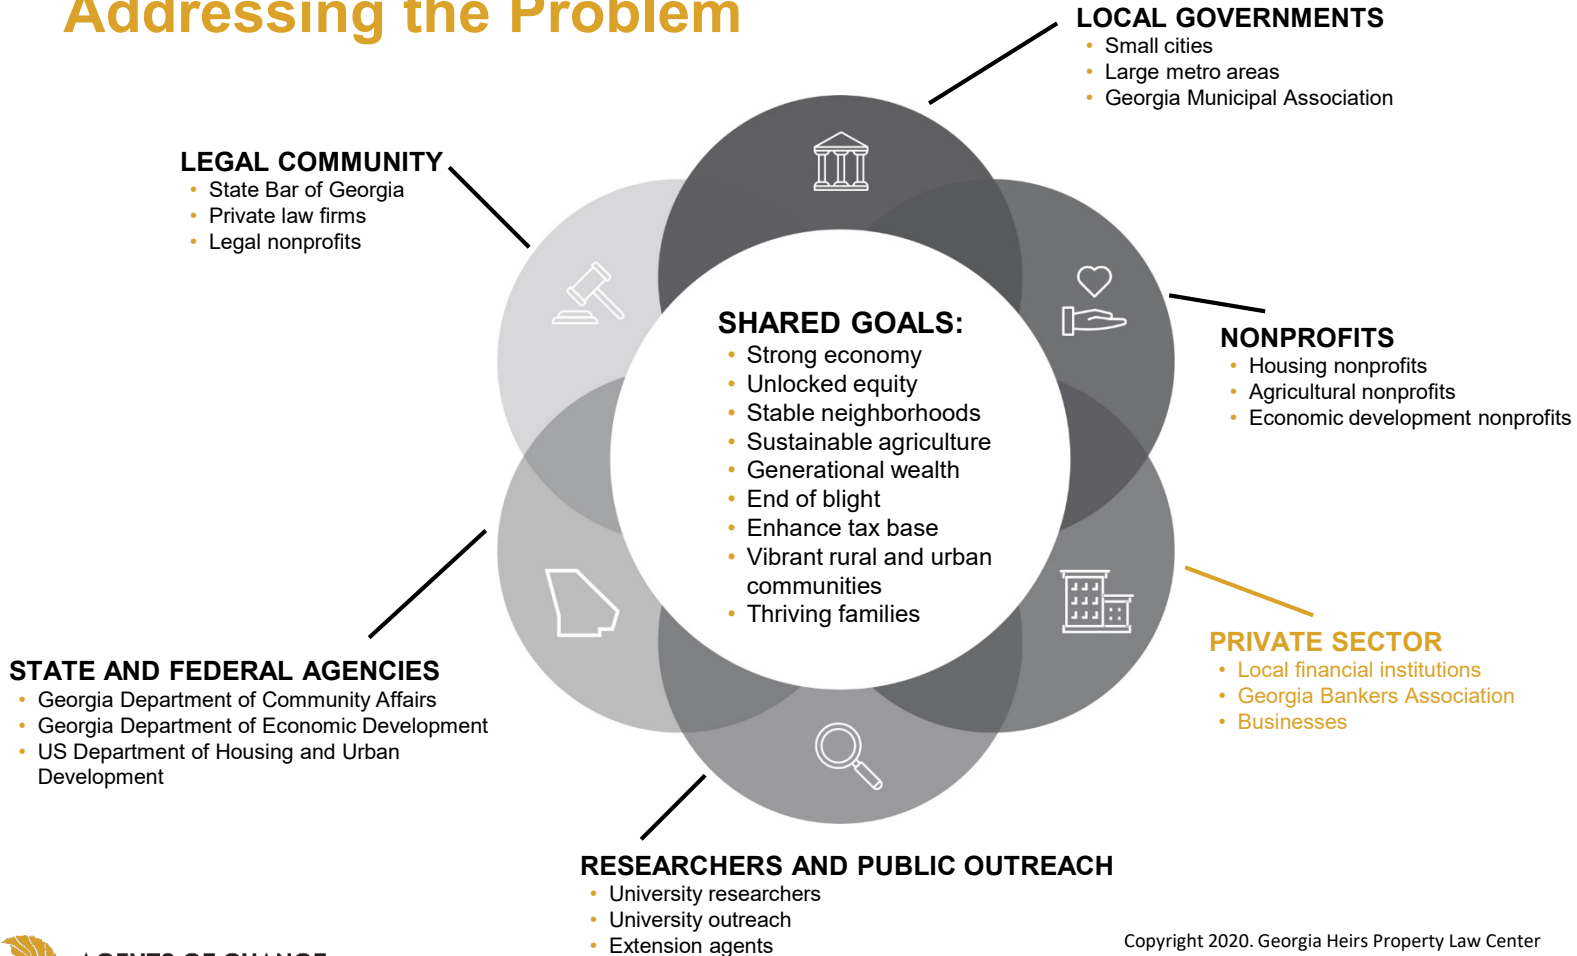 Addressing the Problem
LOCAL GOVERNMENTS
• Small cities
• Large metro areas
• Georgia Municipal Association
LEGAL COMMUNITY
• State Bar of Georgia
• Private law firms
• Legal nonprofits
SHARED GOALS:
• Strong economy
• Unlocked equity
• Stable neighborhoods
• Sustainable agriculture
• Generational wealth
• End of blight
• Enhance tax base
• Vibrant rural and urban
communities
• Thriving families
NONPROFITS
• Housing nonprofits
• Agricultural nonprofits
• Economic development nonprofits
PRIVATE SECTOR
• Local financial institutions
• Georgia Bankers Association
• Businesses
STATE AND FEDERAL AGENCIES
• Georgia Department of Community Affairs
• Georgia Department of Economic Development
• US Department of Housing and Urban
Development
RESEARCHERS AND PUBLIC OUTREACH
• University researchers
• University outreach
• Extension agents
AGENTS OF CHANGE
Copyright 2020. Georgia Heirs Property Law Center